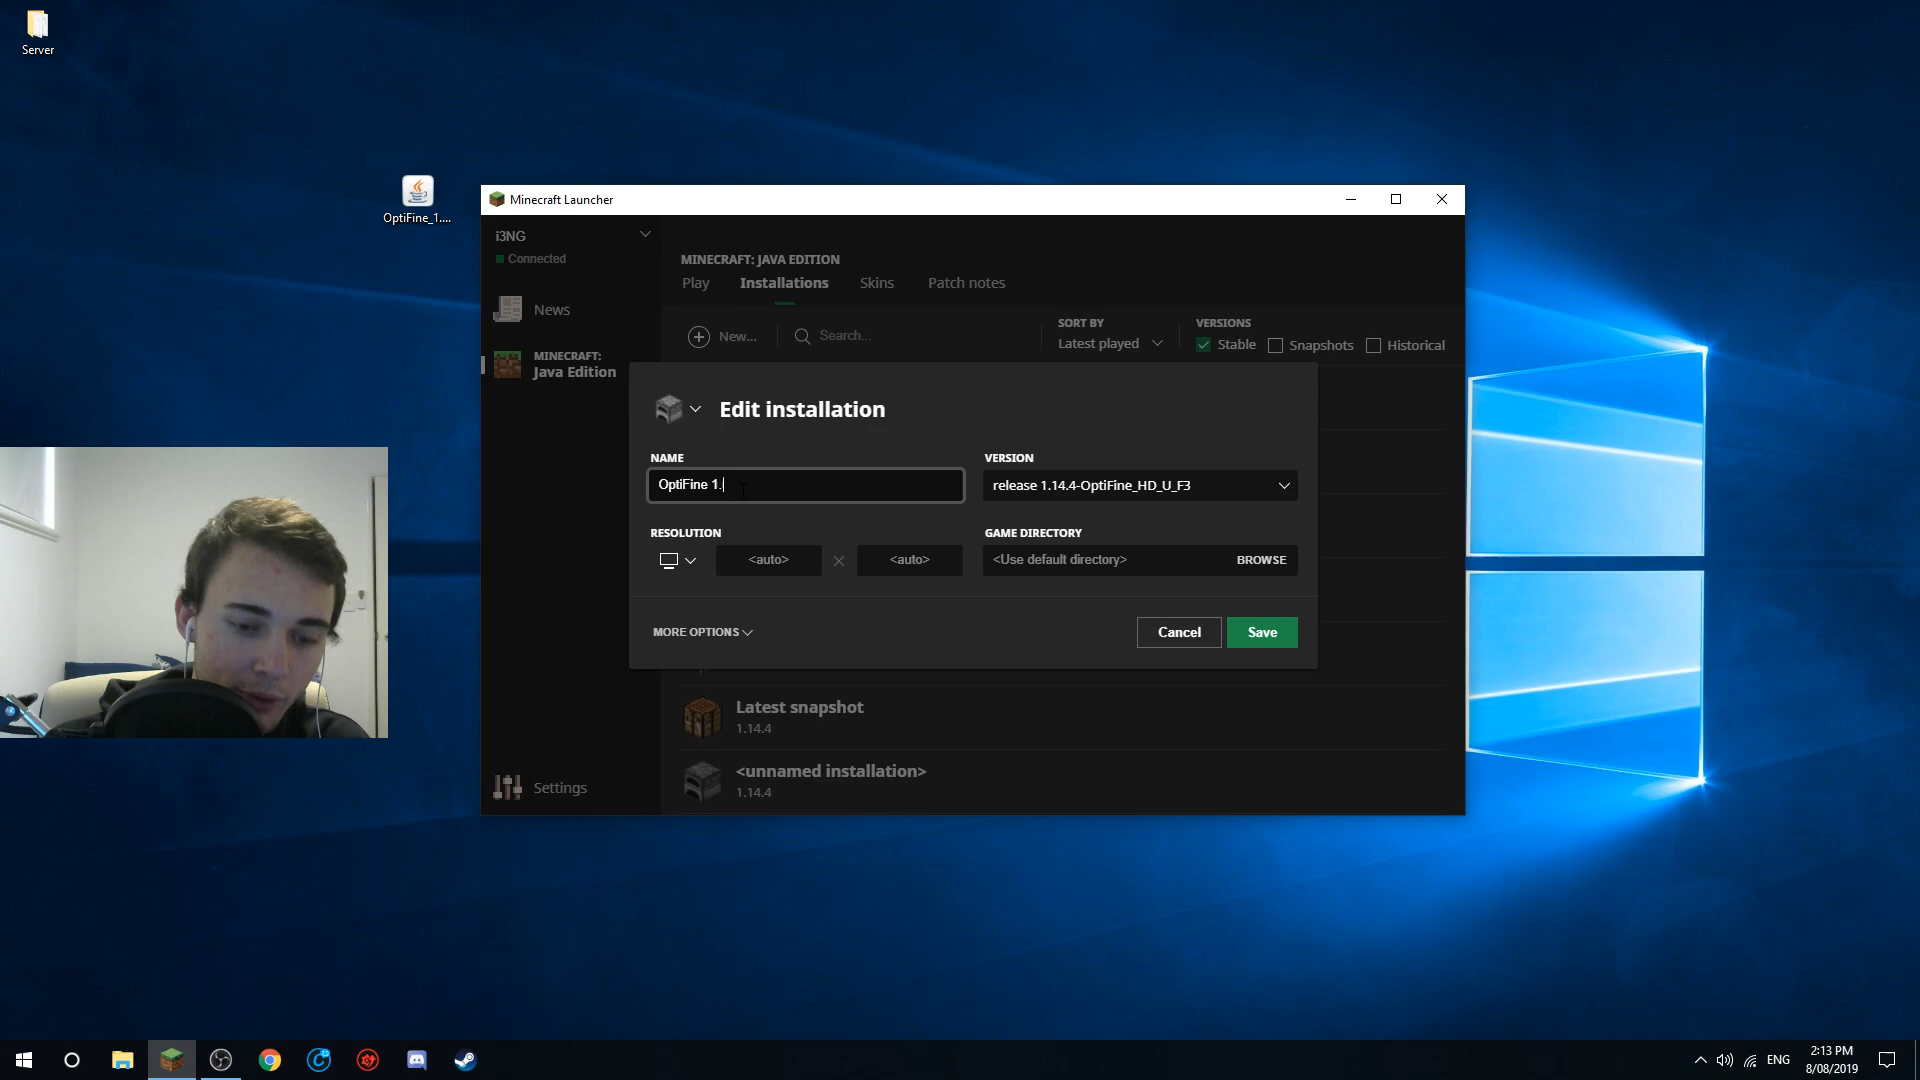 Server
OptiFine_1....
Minecraft Launcher
i3NG
Connected
News
MINECRAFT:
Java Edition
Settings
MINECRAFT: JAVA EDITION
Play Installations Skins Patch notes
New... Search...
SORT BY
Latest played
VERSIONS
Stable Snapshots Historical
Edit installation
NAME
OptiFine 1.
VERSION
release 1.14.4-OptiFine_HD_U_F3
RESOLUTION
<auto> <auto>
GAME DIRECTORY
<Use default directory> BROWSE
MORE OPTIONS
Cancel Save
Latest snapshot
1.14.4
<unnamed installation>
1.14.4
ENG
2:13 PM
8/08/2019